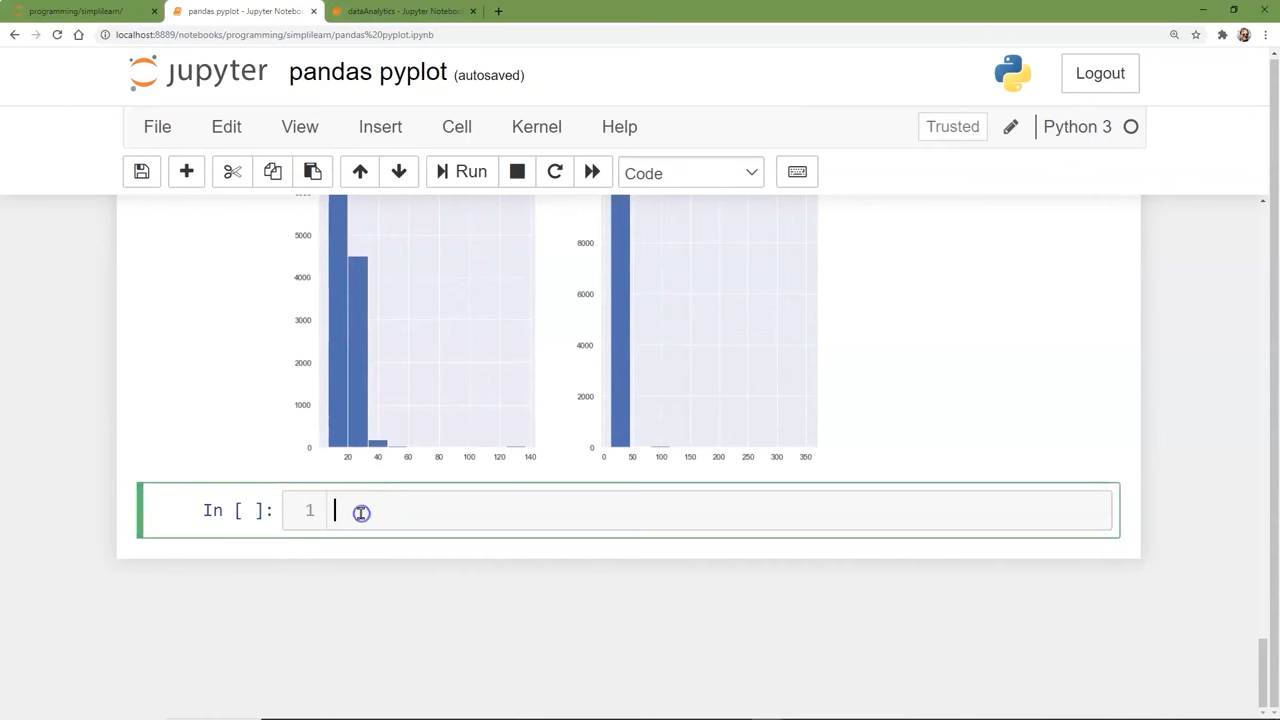 programming/simplilearn/
pandas pyplot - Jupyter Noteboo
dataAnalytics - Jupyter Notebook
localhost:8889/notebooks/programming/simplilearn/pandas%20pyplot.ipynb
jupyter pandas pyplot (autosaved)
Logout
File Edit View Insert Cell Kernel Help
Trusted Python 3
Run Code
5000
4000
3000
2000
1000
0
20 40 60 80 100 120 140
8000
6000
4000
2000
0
0 50 100 150 200 250 300 350
In [ ]: 1